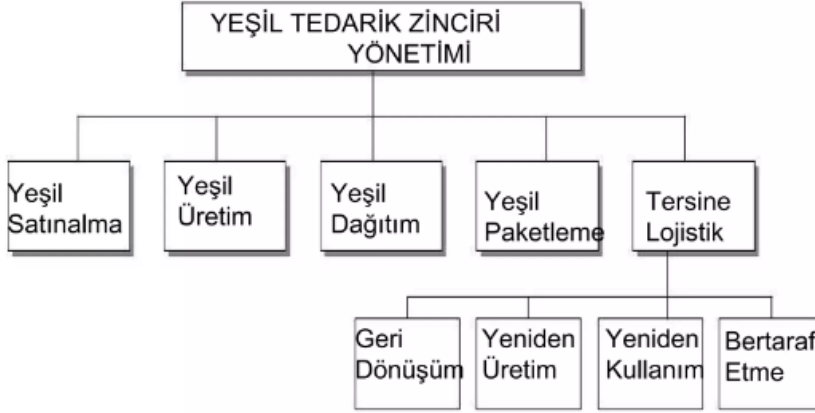 YEŞİL TEDARİK ZİNCİRİ
YÖNETİMİ
Yeşil
Satınalma
Yeşil
Üretim
Yeşil
Dağıtım
Yeşil
Paketleme
Tersine
Lojistik
Geri
Dönüşüm
Yeniden
Üretim
Yeniden
Kullanım
Bertaraf
Etme